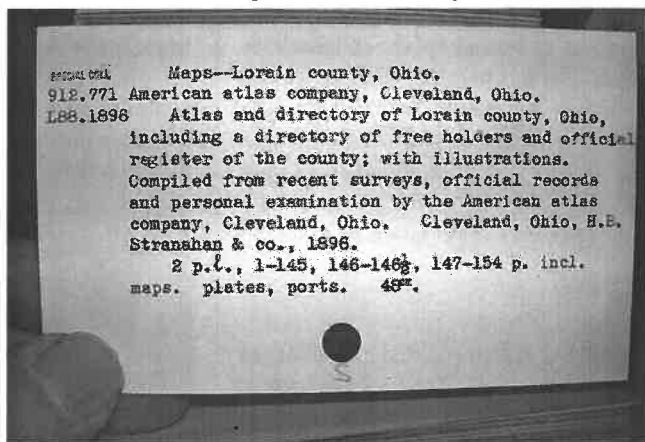 Maps--Lorain county, Ohio.
912.771 American atlas company, Cleveland, Ohio.
L88.1896 Atlas and directory of Lorain county, Ohio,
including a directory of free holders and official
register of the county; with illustrations.
Compiled from recent surveys, official records
and personal examination by the American atlas
company, Cleveland, Ohio. Cleveland, Ohio, H.B.
Stranahan & co., 1896.
2 p.l., 1-145, 146-146½, 147-154 p. incl.
maps. plates, ports.
S